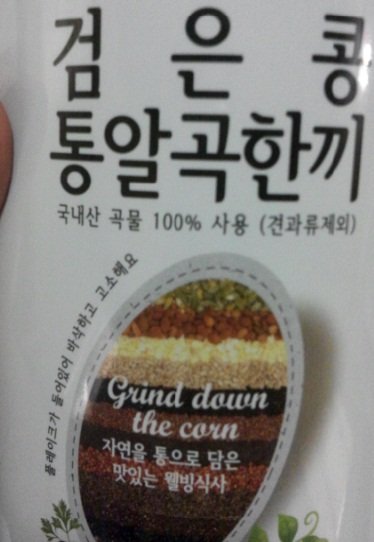 검은콩
통알곡한끼
국내산 곡물 100% 사용 (견과류제외)
플레이크가 들어있어 바삭하고 고소해요
Grind down
the corn
자연을 통으로 담은
맛있는 웰빙식사